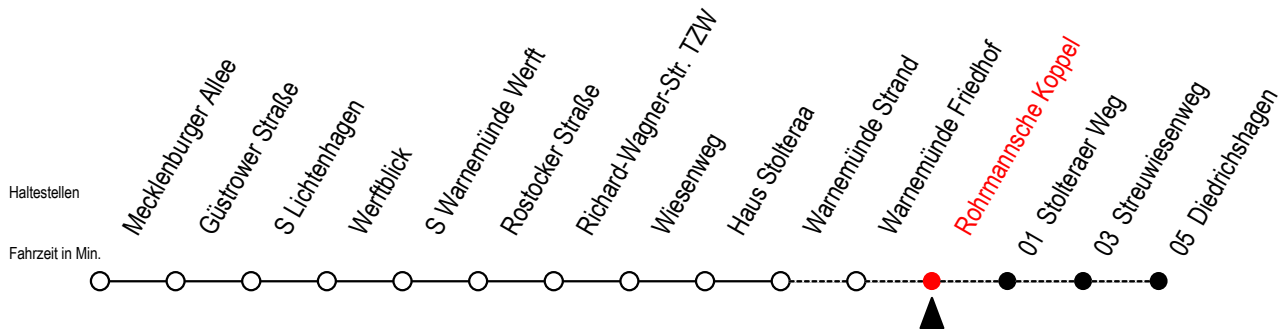 Haltestellen
Fahrzeit in Min.
Mecklenburger Allee
Güstrower Straße
S Lichtenhagen
Werftblick
S Warnemünde Werft
Rostocker Straße
Richard-Wagner-Str. TZW
Wiesenweg
Haus Stolteraa
Warnemünde Strand
Warnemünde Friedhof
Rohrmannsche Koppel
01 Stolteraer Weg
03 Streuwiesenweg
05 Diedrichshagen